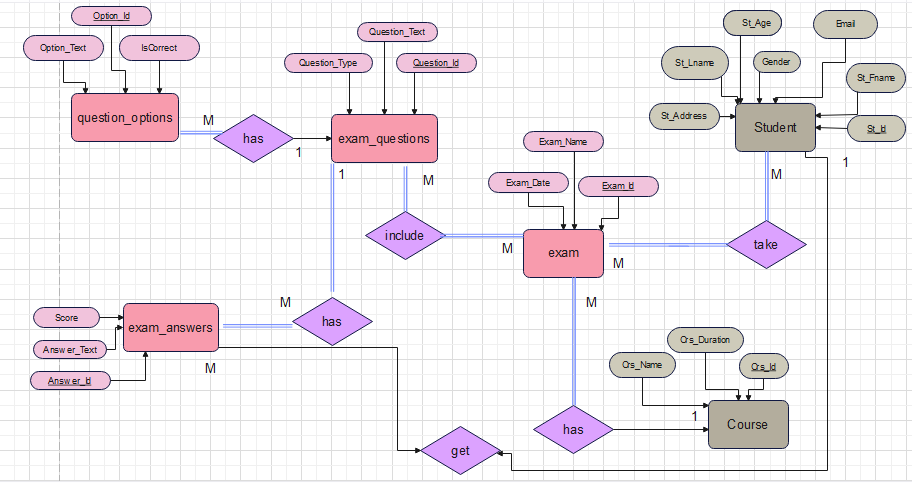 Option_Id
Option_Text
IsCorrect
question_options
M
has
1
Question_Text
Question_Type
Question_Id
exam_questions
1
M
include
M
Exam_Name
Exam_Date
Exam_Id
exam
M
M
St_Age
Email
St_Lname
Gender
St_Fname
St_Address
St_Id
Student
M
1
take
Score
Answer_Text
Answer_Id
exam_answers
M
M
has
get
has
1
Crs_Duration
Crs_Name
Crs_Id
Course